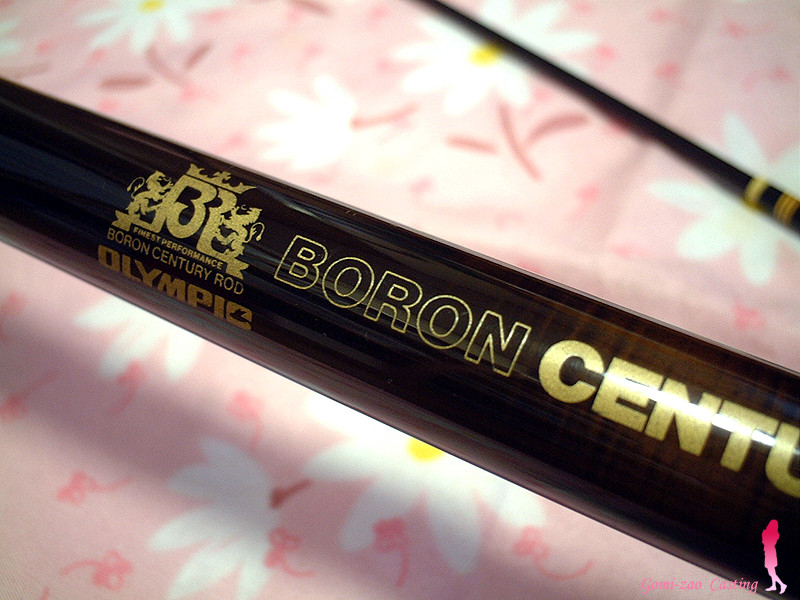 B
FINEST PERFORMANCE
BORON CENTURY ROD
OLYMPIC
BORON CENTU
Gomi-zao Casting